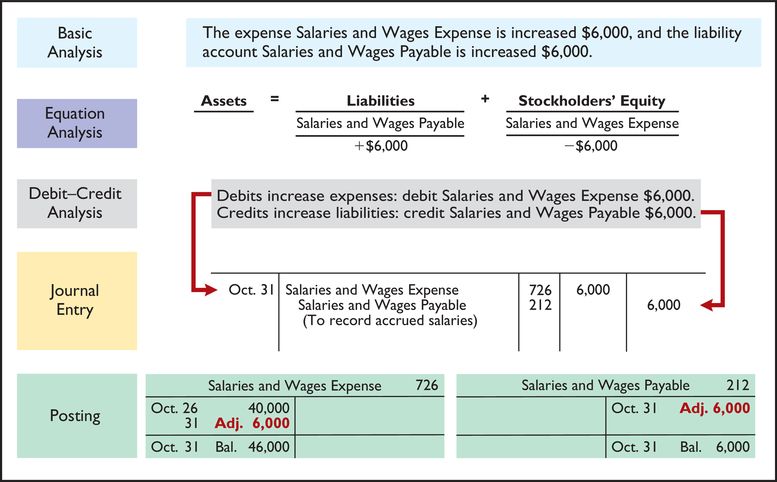 Basic
Analysis
The expense Salaries and Wages Expense is increased $6,000, and the liability
account Salaries and Wages Payable is increased $6,000.
Equation
Analysis
Assets = Liabilities + Stockholders’ Equity
Salaries and Wages Payable Salaries and Wages Expense
+$6,000 −$6,000
Debit–Credit
Analysis
Debits increase expenses: debit Salaries and Wages Expense $6,000.
Credits increase liabilities: credit Salaries and Wages Payable $6,000.
Journal
Entry
Oct. 31 Salaries and Wages Expense 726 6,000
Salaries and Wages Payable 212 6,000
(To record accrued salaries)
Posting
Salaries and Wages Expense 726
Oct. 26 40,000
31 Adj. 6,000
Oct. 31 Bal. 46,000
Salaries and Wages Payable 212
Oct. 31 Adj. 6,000
Oct. 31 Bal. 6,000